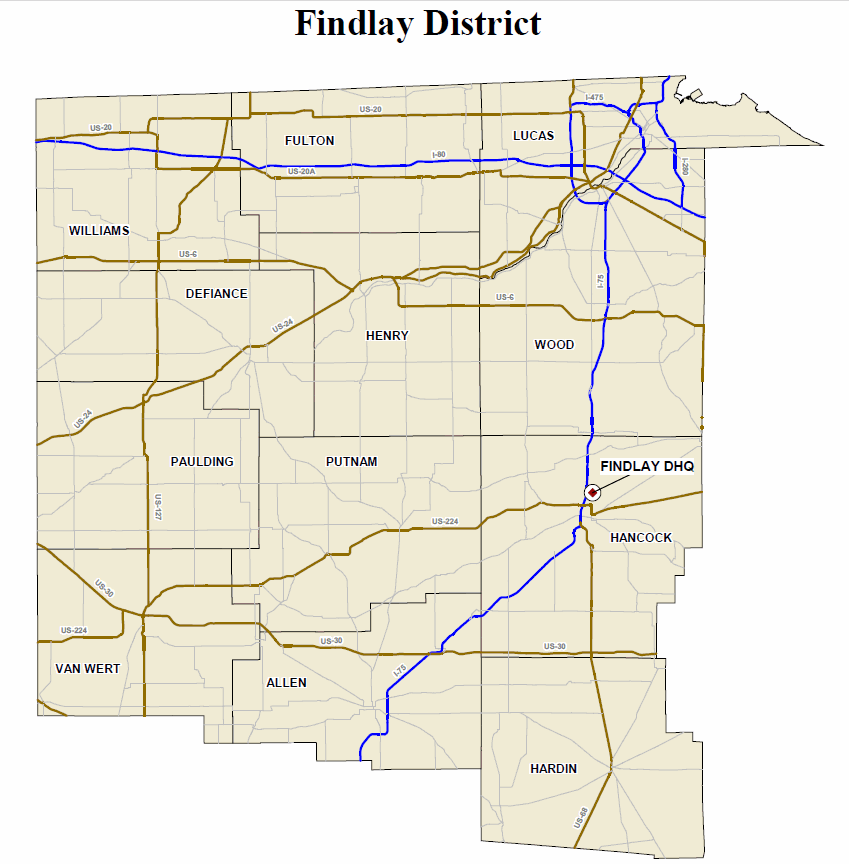 Findlay District
I-475
US-20
US-20
FULTON
LUCAS
I-80
I-280
US-20A
WILLIAMS
US-6
I-75
DEFIANCE
US-6
US-24
HENRY
WOOD
US-24
PAULDING
PUTNAM
FINDLAY DHQ
US-127
US-224
HANCOCK
US-30
US-224
US-30
US-30
VAN WERT
I-75
ALLEN
HARDIN
US-68